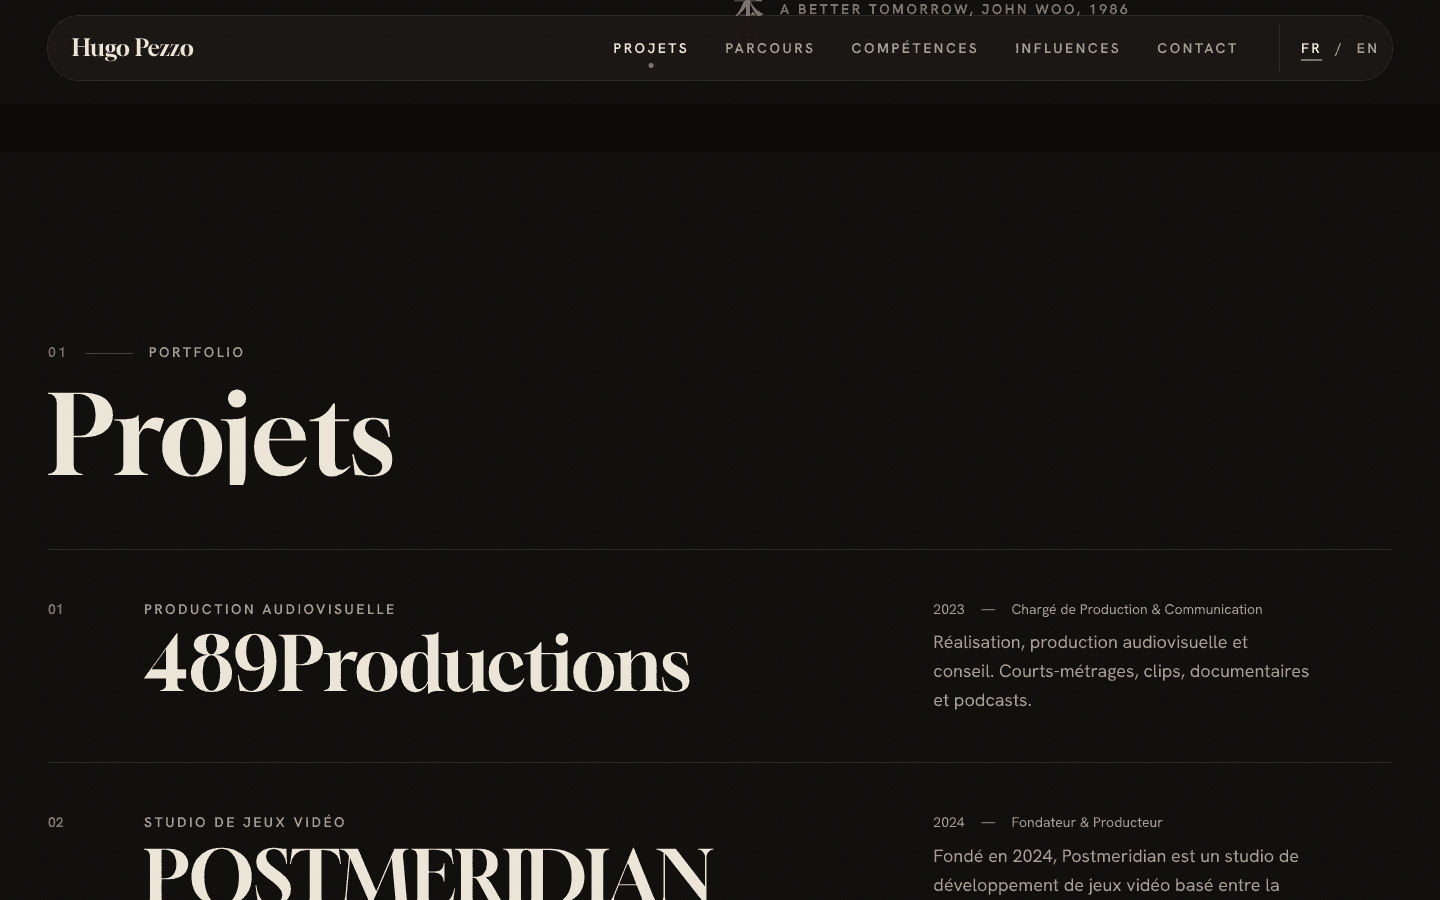 A BETTER TOMORROW, JOHN WOO, 1986
Hugo Pezzo
PROJETS
PARCOURS
COMPÉTENCES
INFLUENCES
CONTACT
FR / EN
01 — PORTFOLIO
Projets
01
PRODUCTION AUDIOVISUELLE
489Productions
2023 — Chargé de Production & Communication
Réalisation, production audiovisuelle et
conseil. Courts-métrages, clips, documentaires
et podcasts.
02
STUDIO DE JEUX VIDÉO
POSTMERIDIAN
2024 — Fondateur & Producteur
Fondé en 2024, Postmeridian est un studio de
développement de jeux vidéo basé entre la